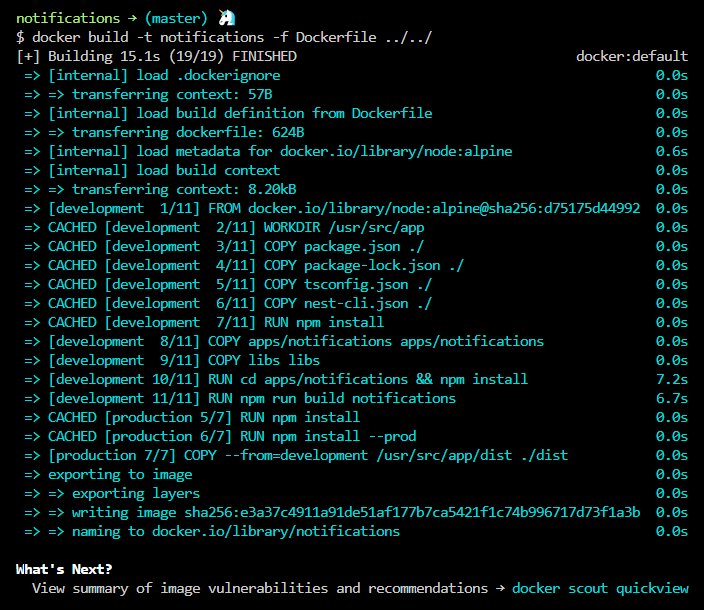 notifications → (master) 🦄
$ docker build -t notifications -f Dockerfile ../../
[+] Building 15.1s (19/19) FINISHED docker:default
=> [internal] load .dockerignore 0.0s
=> => transferring context: 57B 0.0s
=> [internal] load build definition from Dockerfile 0.0s
=> => transferring dockerfile: 624B 0.0s
=> [internal] load metadata for docker.io/library/node:alpine 0.6s
=> [internal] load build context 0.0s
=> => transferring context: 8.20kB 0.0s
=> [development  1/11] FROM docker.io/library/node:alpine@sha256:d75175d44992 0.0s
=> CACHED [development  2/11] WORKDIR /usr/src/app 0.0s
=> CACHED [development  3/11] COPY package.json ./ 0.0s
=> CACHED [development  4/11] COPY package-lock.json ./ 0.0s
=> CACHED [development  5/11] COPY tsconfig.json ./ 0.0s
=> CACHED [development  6/11] COPY nest-cli.json ./ 0.0s
=> CACHED [development  7/11] RUN npm install 0.0s
=> [development  8/11] COPY apps/notifications apps/notifications 0.0s
=> [development  9/11] COPY libs libs 0.0s
=> [development 10/11] RUN cd apps/notifications && npm install 7.2s
=> [development 11/11] RUN npm run build notifications 6.7s
=> CACHED [production 5/7] RUN npm install 0.0s
=> CACHED [production 6/7] RUN npm install --prod 0.0s
=> [production 7/7] COPY --from=development /usr/src/app/dist ./dist 0.0s
=> exporting to image 0.0s
=> => exporting layers 0.0s
=> => writing image sha256:e3a37c4911a91de51af177b7ca5421f1c74b996717d73f1a3b 0.0s
=> => naming to docker.io/library/notifications 0.0s
What's Next?
View summary of image vulnerabilities and recommendations → docker scout quickview